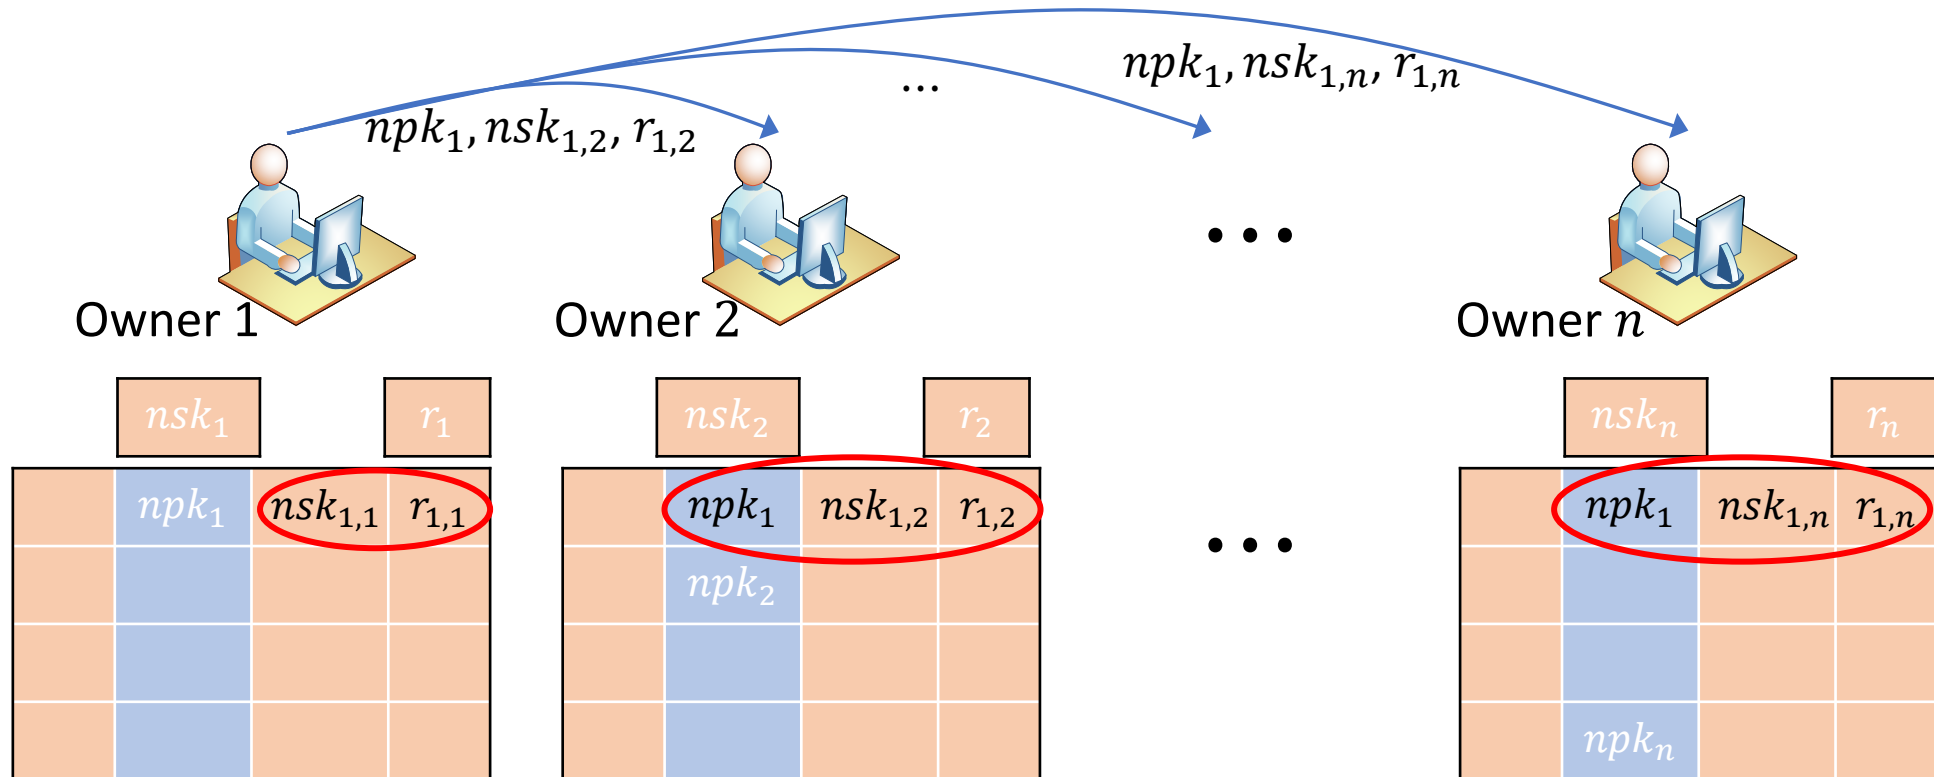 npk₁, nsk₁,ₙ, r₁,ₙ
...
npk₁, nsk₁,₂, r₁,₂
...
Owner 1
Owner 2
Owner n
nsk₁ r₁
nsk₂ r₂
nskₙ rₙ
npk₁ nsk₁,₁ r₁,₁
npk₁ nsk₁,₂ r₁,₂
npk₁ nsk₁,ₙ r₁,ₙ
...
npk₂
npkₙ